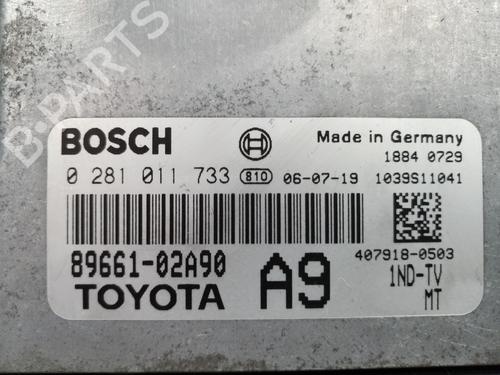 B-PARTS
BOSCH
Made in Germany
1884 0729
0 281 011 733 810 06-07-19 1039S11041
407918-0503
89661-02A90
A9
1ND-TV
TOYOTA
MT